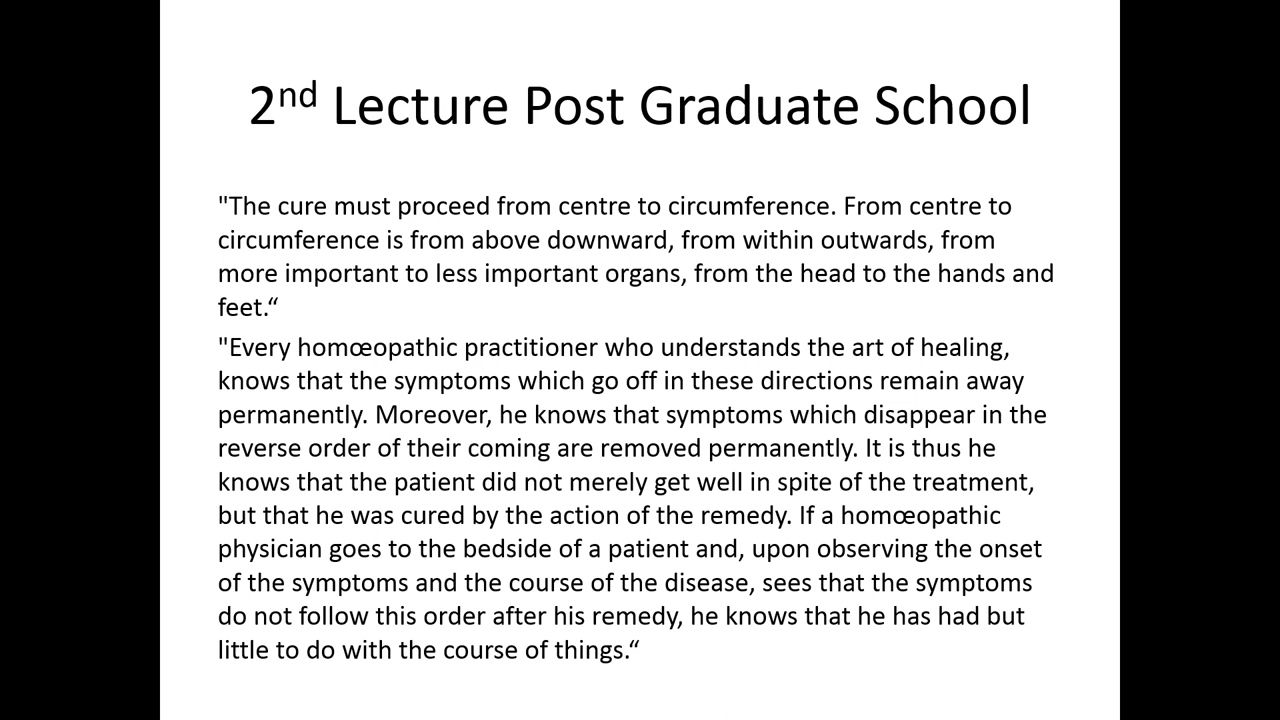 2nd Lecture Post Graduate School
"The cure must proceed from centre to circumference. From centre to
circumference is from above downward, from within outwards, from
more important to less important organs, from the head to the hands and
feet.“
"Every homœopathic practitioner who understands the art of healing,
knows that the symptoms which go off in these directions remain away
permanently. Moreover, he knows that symptoms which disappear in the
reverse order of their coming are removed permanently. It is thus he
knows that the patient did not merely get well in spite of the treatment,
but that he was cured by the action of the remedy. If a homœopathic
physician goes to the bedside of a patient and, upon observing the onset
of the symptoms and the course of the disease, sees that the symptoms
do not follow this order after his remedy, he knows that he has had but
little to do with the course of things.“